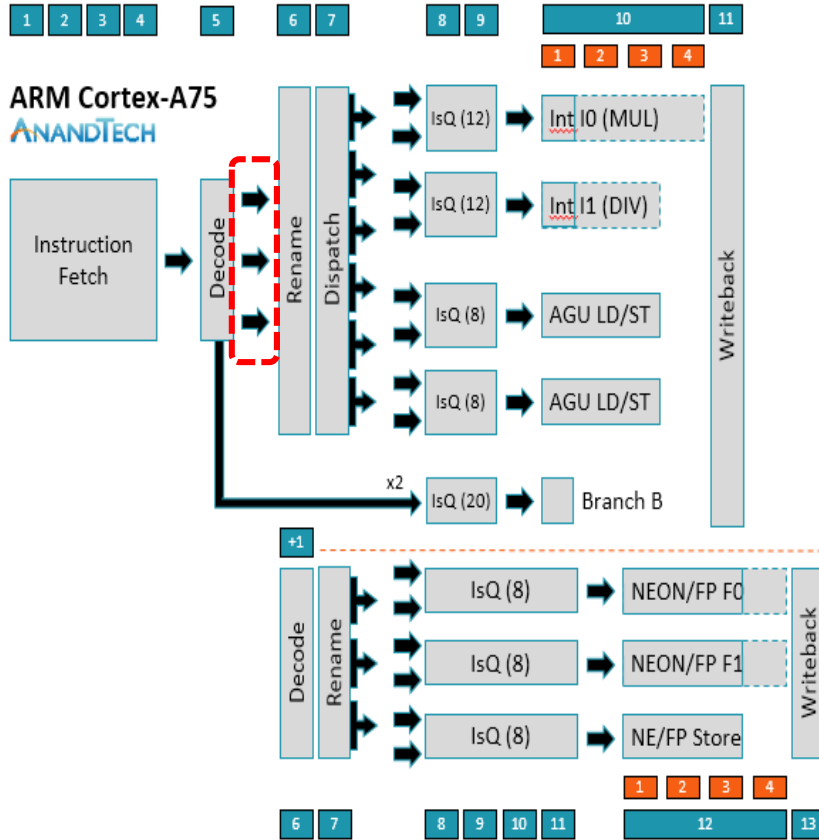 1 2 3 4 5 6 7 8 9 10 11
1 2 3 4
ARM Cortex-A75
ANANDTECH
Instruction
Fetch
Decode
Rename
Dispatch
IsQ (12)
Int I0 (MUL)
IsQ (12)
Int I1 (DIV)
IsQ (8)
AGU LD/ST
IsQ (8)
AGU LD/ST
x2
IsQ (20)
Branch B
Writeback
+1
Decode
Rename
IsQ (8)
NEON/FP F0
IsQ (8)
NEON/FP F1
IsQ (8)
NE/FP Store
Writeback
1 2 3 4
6 7 8 9 10 11 12 13